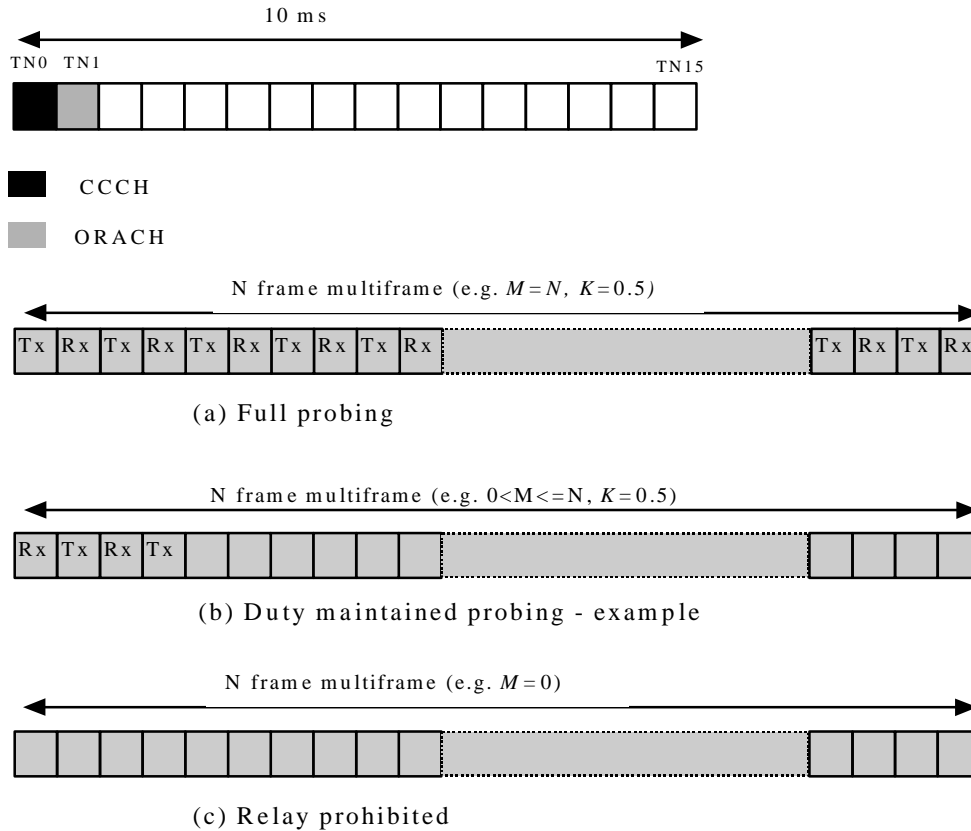 10 ms
TN0 TN1 TN15
CCCH
ORACH
N frame multiframe (e.g. M=N, K=0.5)
Tx Rx Tx Rx Tx Rx Tx Rx Tx Rx Tx Rx Tx Rx
(a) Full probing
N frame multiframe (e.g. 0<M<=N, K=0.5)
Rx Tx Rx Tx
(b) Duty maintained probing - example
N frame multiframe (e.g. M=0)
(c) Relay prohibited